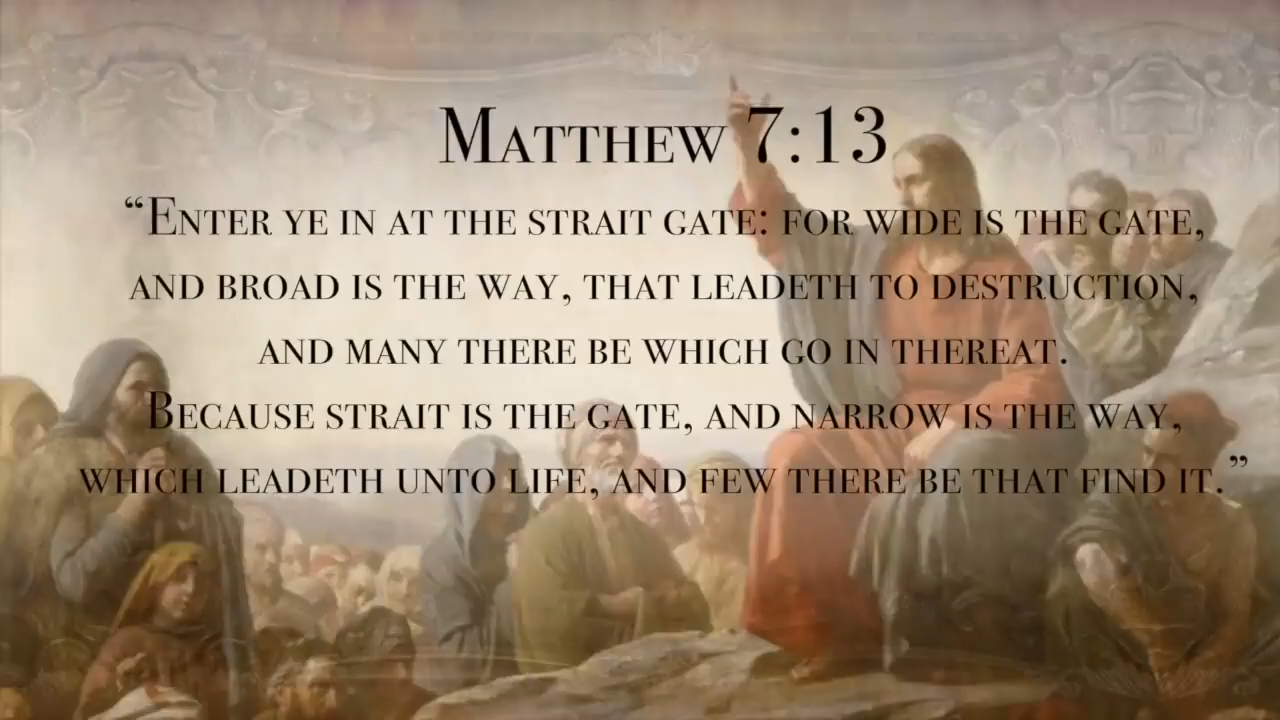 Matthew 7:13
“Enter ye in at the strait gate: for wide is the gate,
and broad is the way, that leadeth to destruction,
and many there be which go in thereat.
Because strait is the gate, and narrow is the way,
which leadeth unto life, and few there be that find it.”